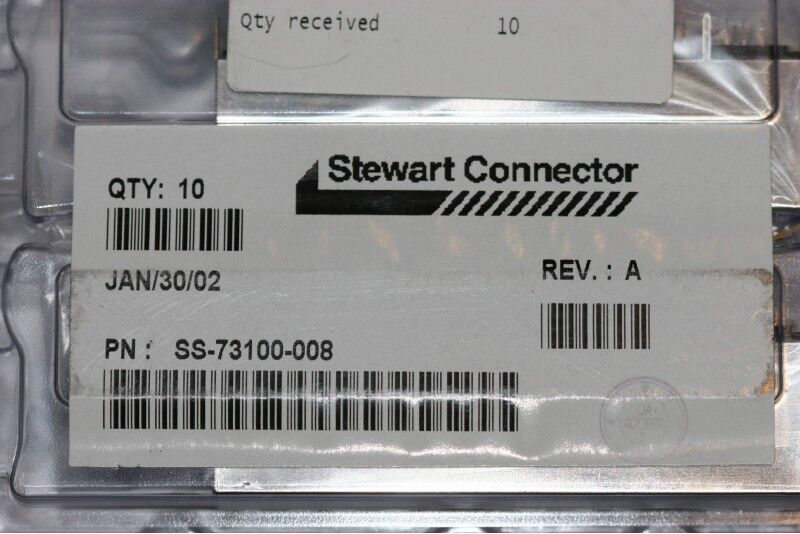 Qty received 10
Stewart Connector
QTY: 10
JAN/30/02
REV. : A
PN : SS-73100-008